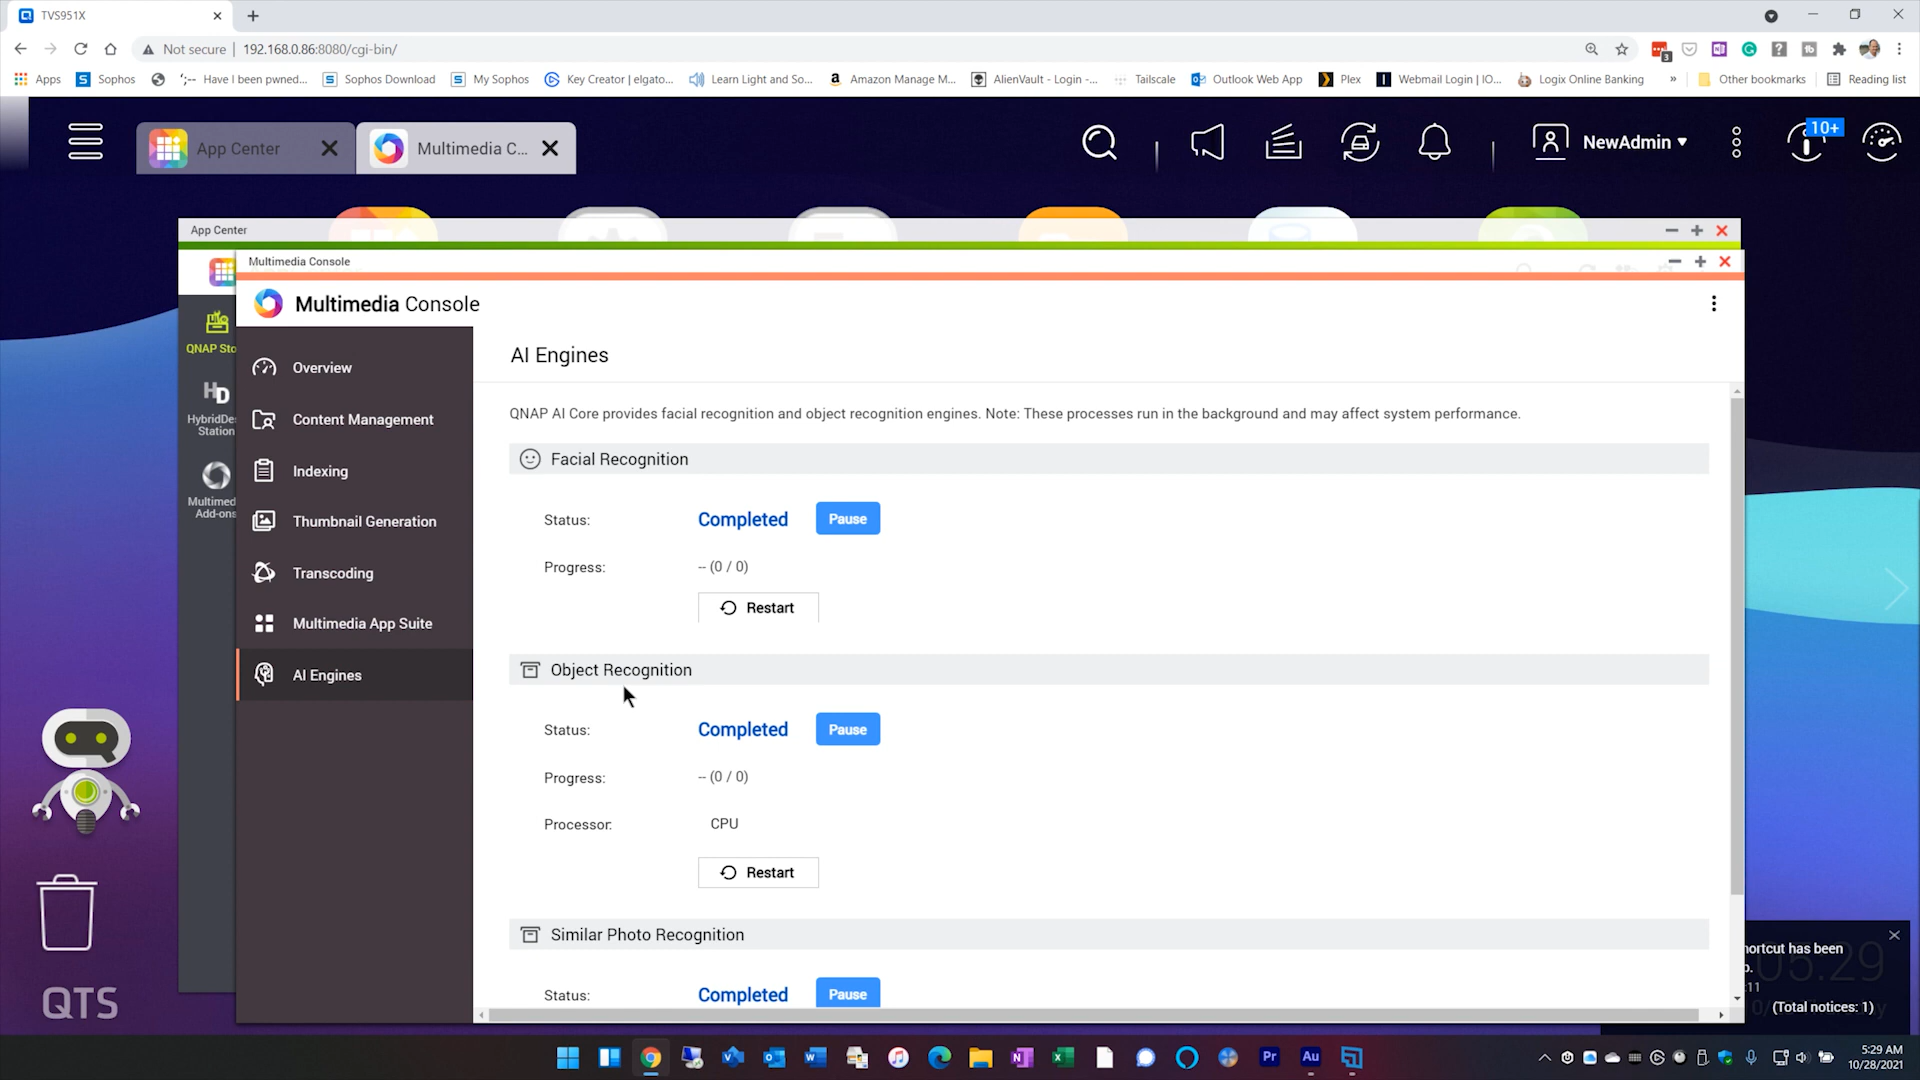 TVS951X
Not secure 192.168.0.86:8080/cgi-bin/
3
Apps Sophos ';-- Have I been pwned... Sophos Download My Sophos Key Creator | elgato... Learn Light and So... Amazon Manage M... AlienVault - Login -... Tailscale Outlook Web App Plex Webmail Login | IO... Logix Online Banking » Other bookmarks Reading list
App Center Multimedia C... NewAdmin 10+
App Center
Multimedia Console
Multimedia Console
QNAP Sto
HybridDe
Station
Multimed
Add-ons
Overview
Content Management
Indexing
Thumbnail Generation
Transcoding
Multimedia App Suite
AI Engines
AI Engines
QNAP AI Core provides facial recognition and object recognition engines. Note: These processes run in the background and may affect system performance.
Facial Recognition
Status: Completed Pause
Progress: -- (0 / 0)
Restart
Object Recognition
Status: Completed Pause
Progress: -- (0 / 0)
Processor: CPU
Restart
Similar Photo Recognition
Status: Completed Pause
QTS
ortcut has been
p.
:11
05:29
(Total notices: 1)
Pr Au
5:29 AM
10/28/2021